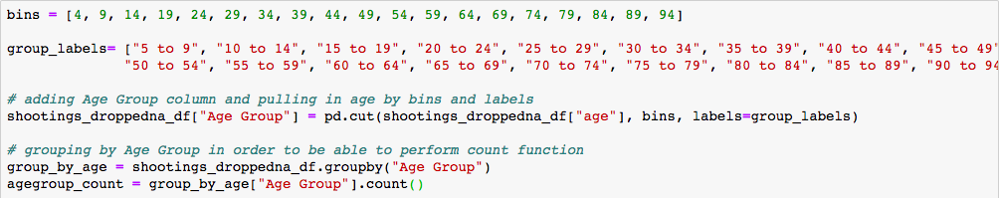 bins = [4, 9, 14, 19, 24, 29, 34, 39, 44, 49, 54, 59, 64, 69, 74, 79, 84, 89, 94]
group_labels= ["5 to 9", "10 to 14", "15 to 19", "20 to 24", "25 to 29", "30 to 34", "35 to 39", "40 to 44", "45 to 49"
"50 to 54", "55 to 59", "60 to 64", "65 to 69", "70 to 74", "75 to 79", "80 to 84", "85 to 89", "90 to 94
# adding Age Group column and pulling in age by bins and labels
shootings_droppedna_df["Age Group"] = pd.cut(shootings_droppedna_df["age"], bins, labels=group_labels)
# grouping by Age Group in order to be able to perform count function
group_by_age = shootings_droppedna_df.groupby("Age Group")
agegroup_count = group_by_age["Age Group"].count()